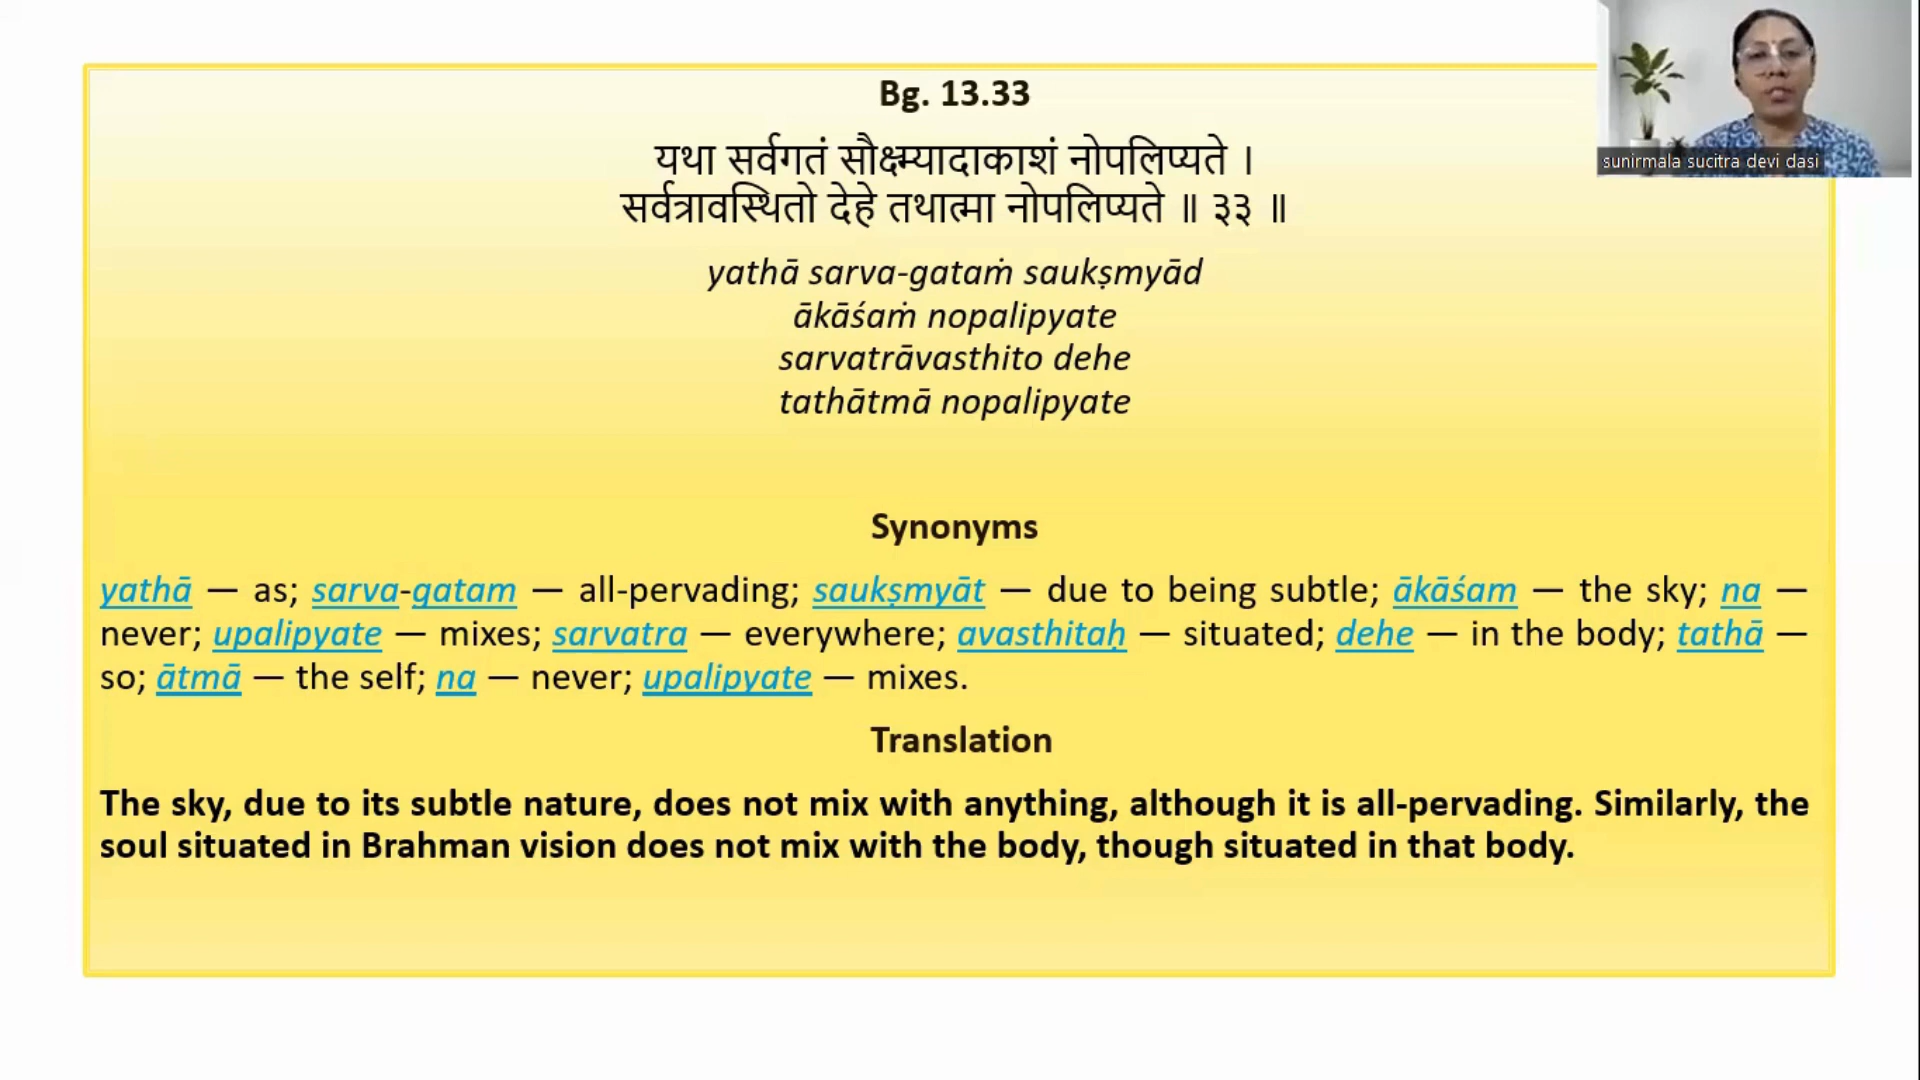 Bg. 13.33
यथा सर्वगतं सौक्ष्म्यादाकाशं नोपलिप्यते ।
सर्वत्रावस्थितो देहे तथात्मा नोपलिप्यते ॥ ३३ ॥
yathā sarva-gataṁ saukṣmyād
ākāśaṁ nopalipyate
sarvatrāvasthito dehe
tathātmā nopalipyate
Synonyms
yathā — as; sarva-gatam — all-pervading; saukṣmyāt — due to being subtle; ākāśam — the sky; na —
never; upalipyate — mixes; sarvatra — everywhere; avasthitaḥ — situated; dehe — in the body; tathā —
so; ātmā — the self; na — never; upalipyate — mixes.
Translation
The sky, due to its subtle nature, does not mix with anything, although it is all-pervading. Similarly, the
soul situated in Brahman vision does not mix with the body, though situated in that body.
sunirmala sucitra devi dasi